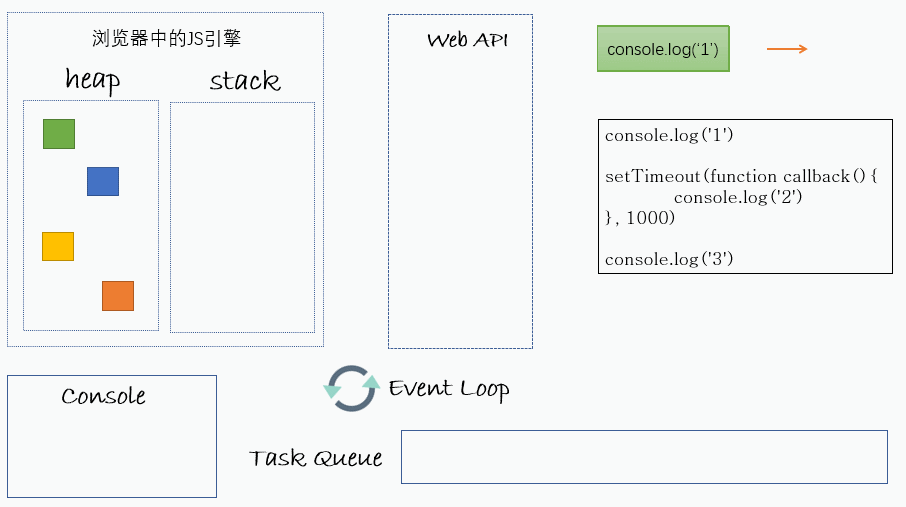 浏览器中的JS引擎
heap
stack
Web API
console.log(‘1’)
console.log('1')
setTimeout(function callback() {
console.log('2')
}, 1000)
console.log('3')
Console
Event Loop
Task Queue